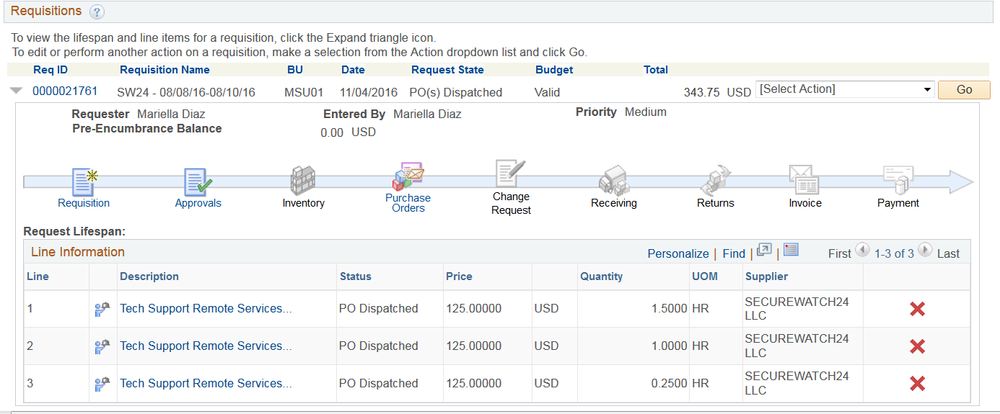 Requisitions ?
To view the lifespan and line items for a requisition, click the Expand triangle icon.
To edit or perform another action on a requisition, make a selection from the Action dropdown list and click Go.
Req ID Requisition Name BU Date Request State Budget Total
0000021761 SW24 - 08/08/16-08/10/16 MSU01 11/04/2016 PO(s) Dispatched Valid 343.75 USD [Select Action] Go
Requester Mariella Diaz Entered By Mariella Diaz Priority Medium
Pre-Encumbrance Balance 0.00 USD
Requisition Approvals Inventory Purchase Orders Change Request Receiving Returns Invoice Payment
Request Lifespan:
Line Information Personalize | Find | | First 1-3 of 3 Last
Line Description Status Price Quantity UOM Supplier
1 Tech Support Remote Services... PO Dispatched 125.00000 USD 1.5000 HR SECUREWATCH24 LLC
2 Tech Support Remote Services... PO Dispatched 125.00000 USD 1.0000 HR SECUREWATCH24 LLC
3 Tech Support Remote Services... PO Dispatched 125.00000 USD 0.2500 HR SECUREWATCH24 LLC